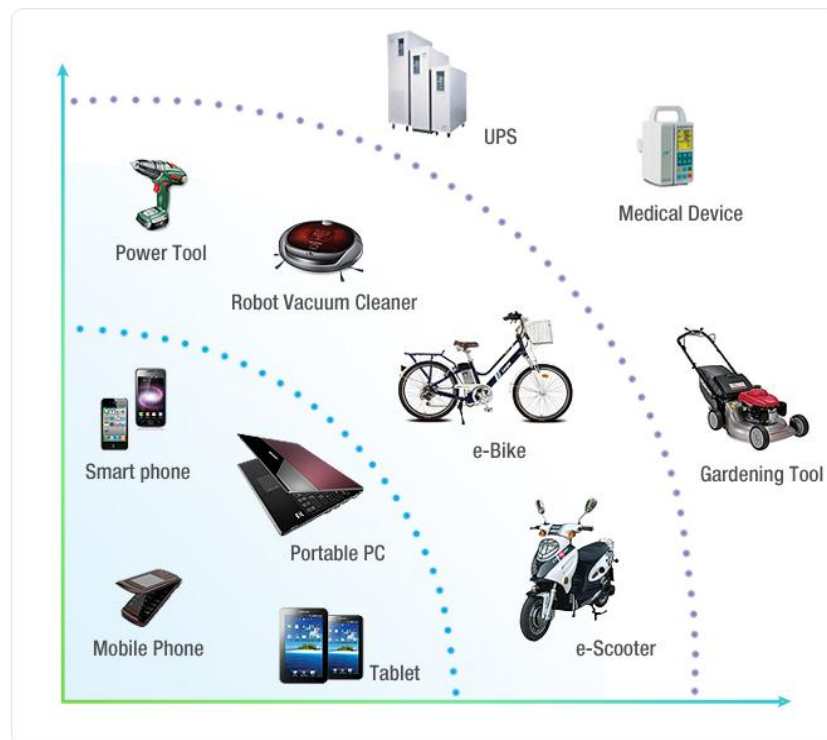 UPS
Medical Device
Power Tool
Robot Vacuum Cleaner
e-Bike
Gardening Tool
Smart phone
Portable PC
e-Scooter
Mobile Phone
Tablet